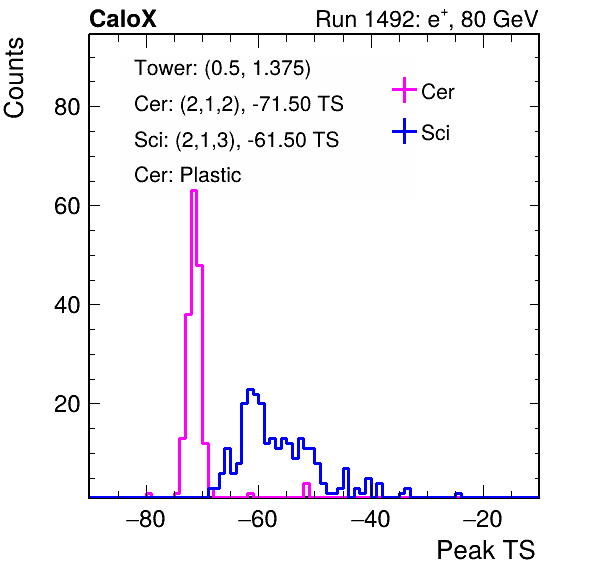 CaloX Run 1492: e⁺, 80 GeV
Counts
Tower: (0.5, 1.375)
Cer: (2,1,2), -71.50 TS
Sci: (2,1,3), -61.50 TS
Cer: Plastic
Cer
Sci
80
60
40
20
−80 −60 −40 −20
Peak TS